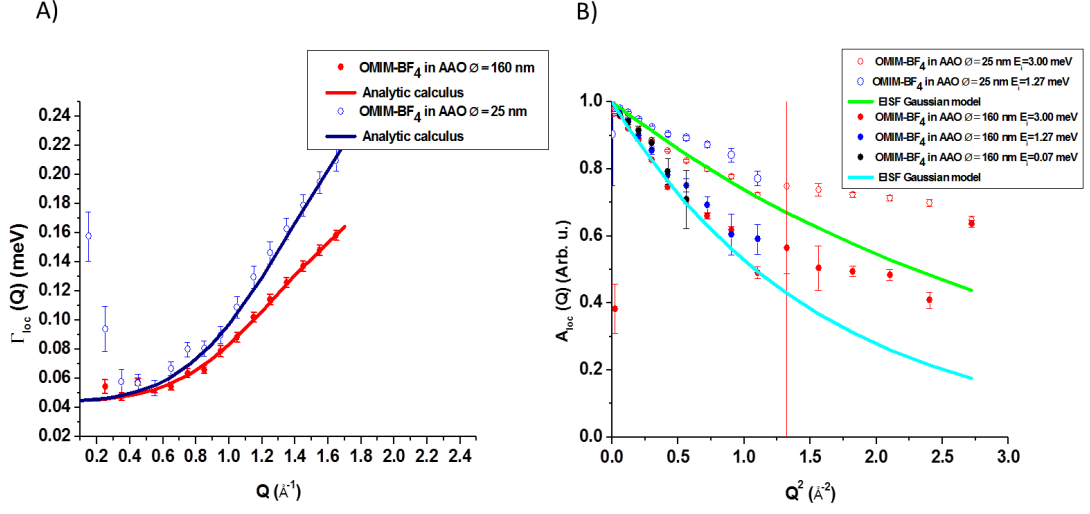 A)
OMIM-BF4 in AAO Ø = 160 nm
Analytic calculus
OMIM-BF4 in AAO Ø = 25 nm
Analytic calculus
Γloc (Q) (meV)
0.24
0.22
0.20
0.18
0.16
0.14
0.12
0.10
0.08
0.06
0.04
0.02
0.2 0.4 0.6 0.8 1.0 1.2 1.4 1.6 1.8 2.0 2.2 2.4
Q (Å-1)
B)
OMIM-BF4 in AAO Ø = 25 nm Ei=3.00 meV
OMIM-BF4 in AAO Ø = 25 nm Ei=1.27 meV
EISF Gaussian model
OMIM-BF4 in AAO Ø = 160 nm Ei=3.00 meV
OMIM-BF4 in AAO Ø = 160 nm Ei=1.27 meV
OMIM-BF4 in AAO Ø = 160 nm Ei=0.07 meV
EISF Gaussian model
Aloc (Q) (Arb. u.)
1.0
0.8
0.6
0.4
0.2
0.0
0.0 0.5 1.0 1.5 2.0 2.5 3.0
Q2 (Å-2)